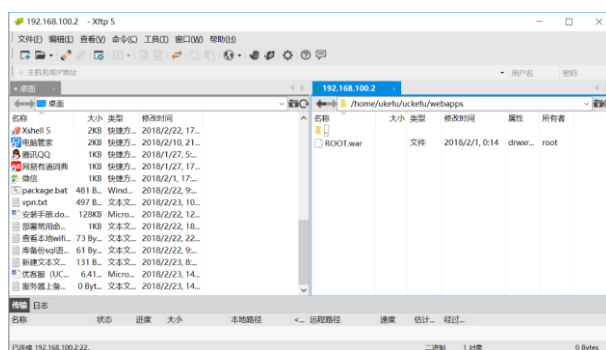 192.168.100.2 - Xftp 5
文件(F) 编辑(E) 查看(V) 命令(C) 工具(T) 窗口(W) 帮助(H)
主机名或IP地址 用户名 密码
桌面 192.168.100.2
桌面 /home/ukefu/uckefu/webapps
名称 大小 类型 修改时间 名称 大小 类型 修改时间 属性 所有者
Xshell 5 2KB 快捷方... 2018/2/22, 17...
电脑管家 2KB 快捷方... 2018/2/10, 21... ROOT.war 文件 2018/2/1, 0:14 drwxr... root
腾讯QQ 1KB 快捷方... 2018/1/27, 5:...
网易有道词典 1KB 快捷方... 2018/1/27, 17...
微信 1KB 快捷方... 2018/2/1, 17:...
package.bat 481 B... Wind... 2018/2/22, 9:...
vpn.txt 497 B... 文本文... 2018/2/23, 10...
安装手册.do... 128KB Micro... 2018/2/22, 12...
部署常用命... 1KB 文本文... 2018/2/22, 18...
查看本地wifi... 73 By... 文本文... 2018/2/22, 22...
库备份sql语... 61 By... 文本文... 2018/2/22, 9:...
新建文本文... 131 B... 文本文... 2018/2/23, 8:...
优客服（UC... 6.41... Micro... 2018/2/23, 14...
服务器上备... 0 Byt... 文本文... 2018/2/23, 14...
传输 日志
名称 状态 进度 大小 本地路径 <... 远程路径 速度 估计... 经过...
已连接 192.168.100.2:22。 二进制 1 对象 0 Bytes